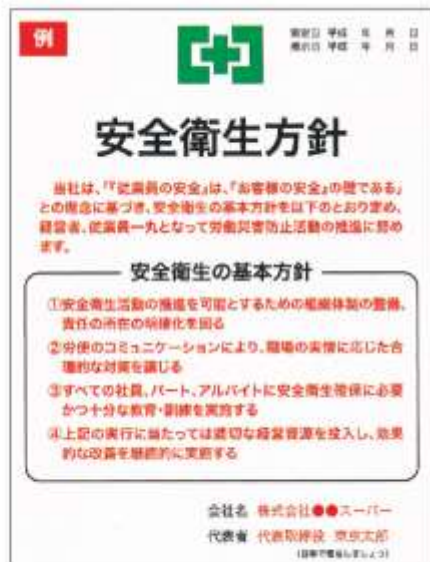 例
制定日 平成 年 月 日
掲示日 平成 年 月 日
安全衛生方針
当社は、「『従業員の安全』は、『お客様の安全』の礎である」
との理念に基づき、安全衛生の基本方針を以下のとおり定め、
経営者、従業員一丸となって労働災害防止活動の推進に努め
ます。
安全衛生の基本方針
①安全衛生活動の推進を可能とするための組織体制の整備、
責任の所在の明確化を図る
②労使のコミュニケーションにより、職場の実情に応じた合
理的な対策を講じる
③すべての社員、パート、アルバイトに安全衛生確保に必要
かつ十分な教育・訓練を実施する
④上記の実行に当たっては適切な経営資源を投入し、効果
的な改善を継続的に実施する
会社名 株式会社●●スーパー
代表者 代表取締役 東京太郎
(自筆で署名しましょう)